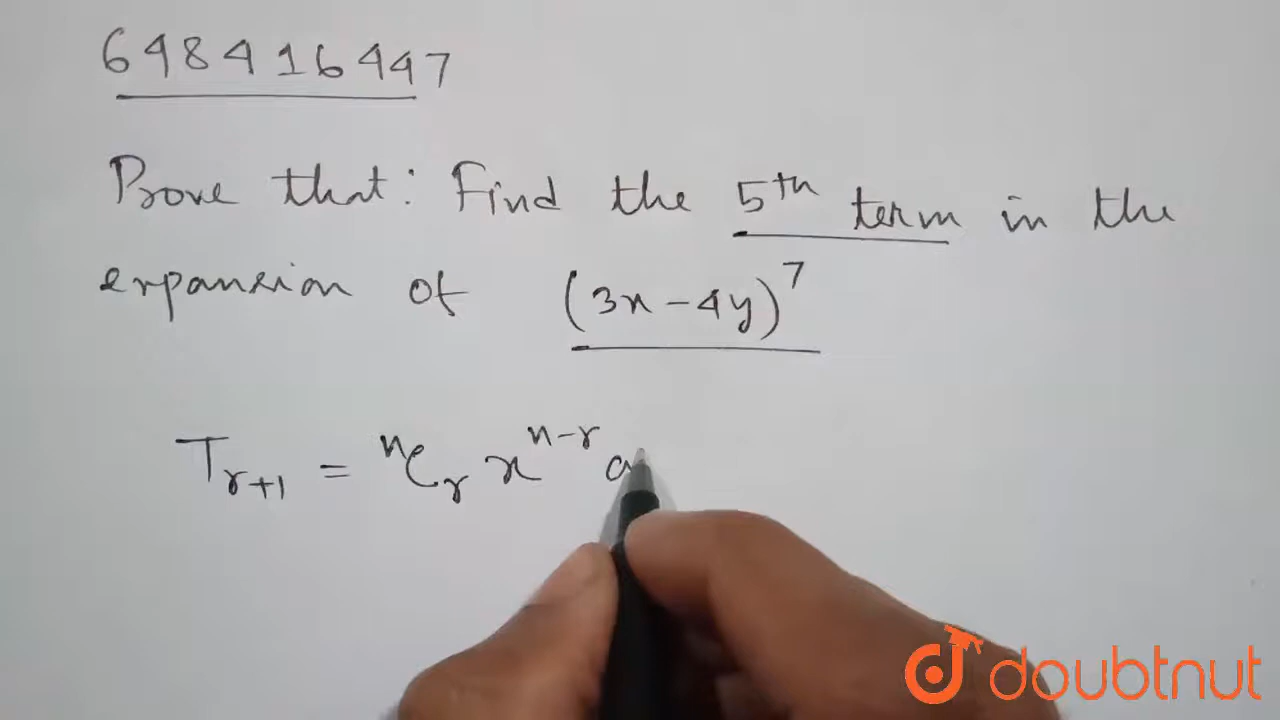 648416447
Prove that: Find the 5th term in the
expansion of (3x-4y)^7
T_{r+1} = ^nC_r x^{n-r} a
doubtnut